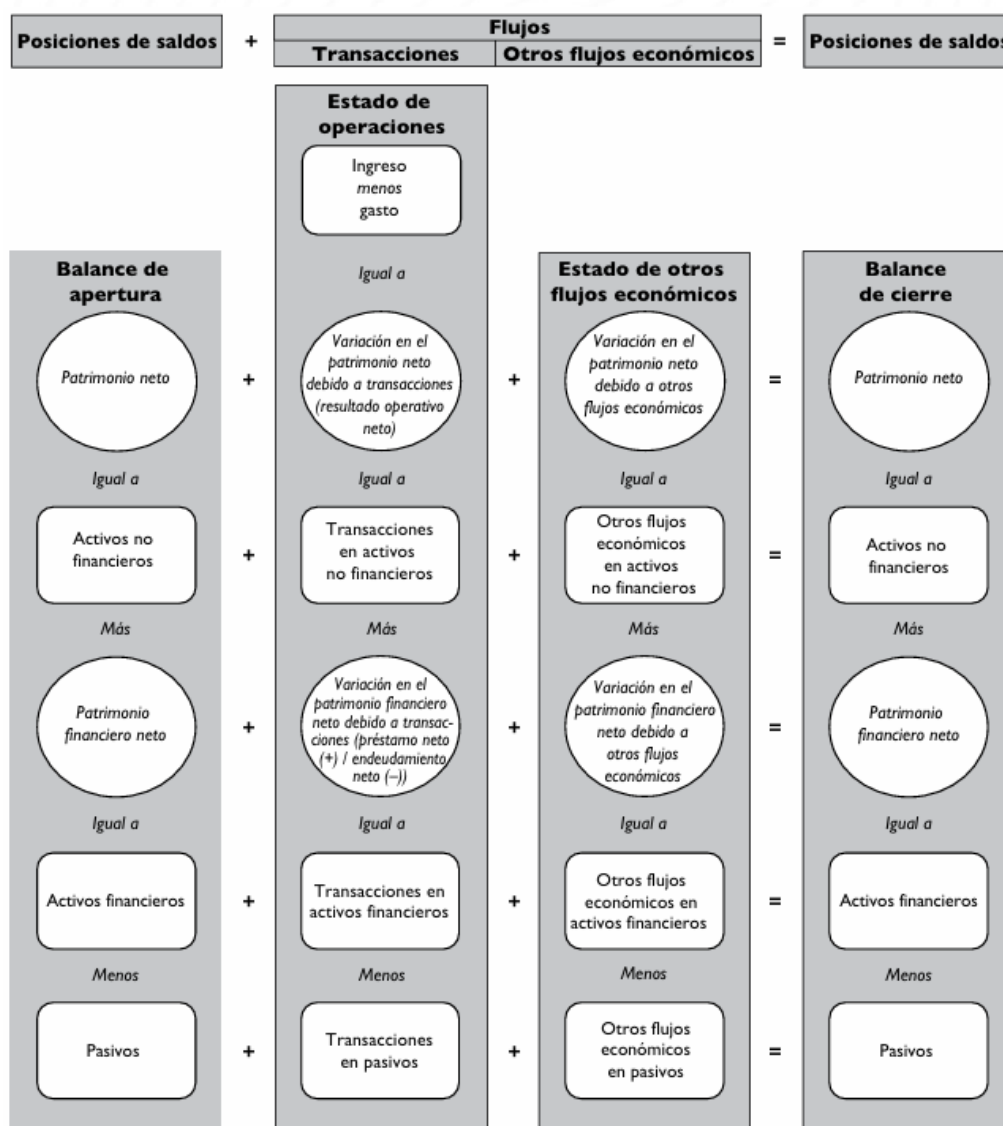 Posiciones de saldos + Flujos = Posiciones de saldos
Transacciones Otros flujos económicos
Estado de
operaciones
Ingreso
menos
gasto
Igual a
Balance de
apertura
Estado de otros
flujos económicos
Balance
de cierre
Patrimonio neto
+
Variación en el
patrimonio neto
debido a transacciones
(resultado operativo
neto)
+
Variación en el
patrimonio neto
debido a otros
flujos económicos
=
Patrimonio neto
Igual a Igual a Igual a Igual a
Activos no
financieros
+
Transacciones
en activos
no financieros
+
Otros flujos
económicos
en activos
no financieros
=
Activos no
financieros
Más Más Más Más
Patrimonio
financiero neto
+
Variación en el
patrimonio financiero
neto debido a transac-
ciones (préstamo neto
(+) / endeudamiento
neto (–))
+
Variación en el
patrimonio financiero
neto debido a
otros flujos
económicos
=
Patrimonio
financiero neto
Igual a Igual a Igual a Igual a
Activos financieros
+
Transacciones en
activos financieros
+
Otros flujos
económicos en
activos financieros
=
Activos financieros
Menos Menos Menos Menos
Pasivos
+
Transacciones
en pasivos
+
Otros flujos
económicos
en pasivos
=
Pasivos